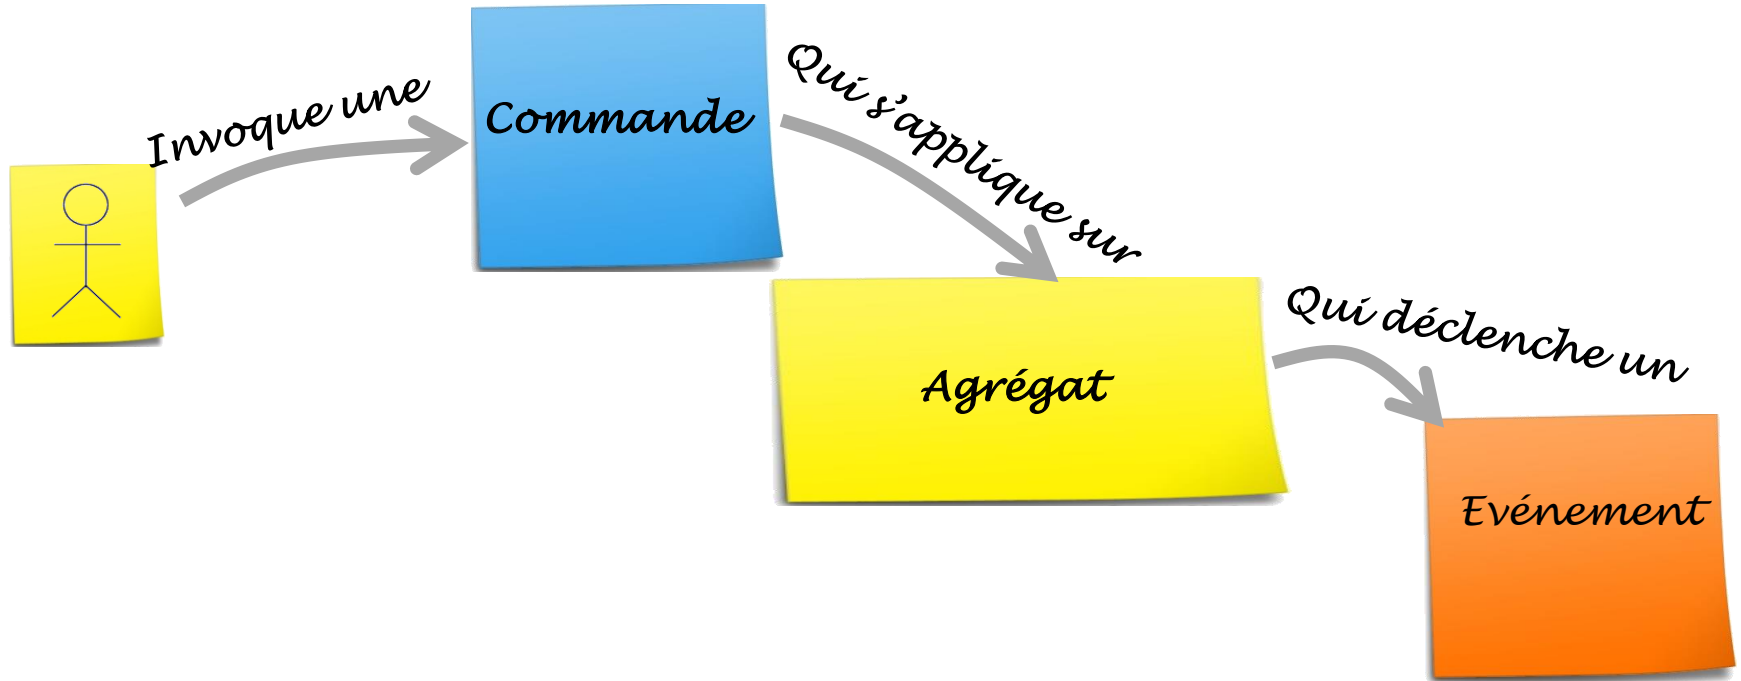 Invoque une
Commande
Qui s'applique sur
Agrégat
Qui déclenche un
Evénement